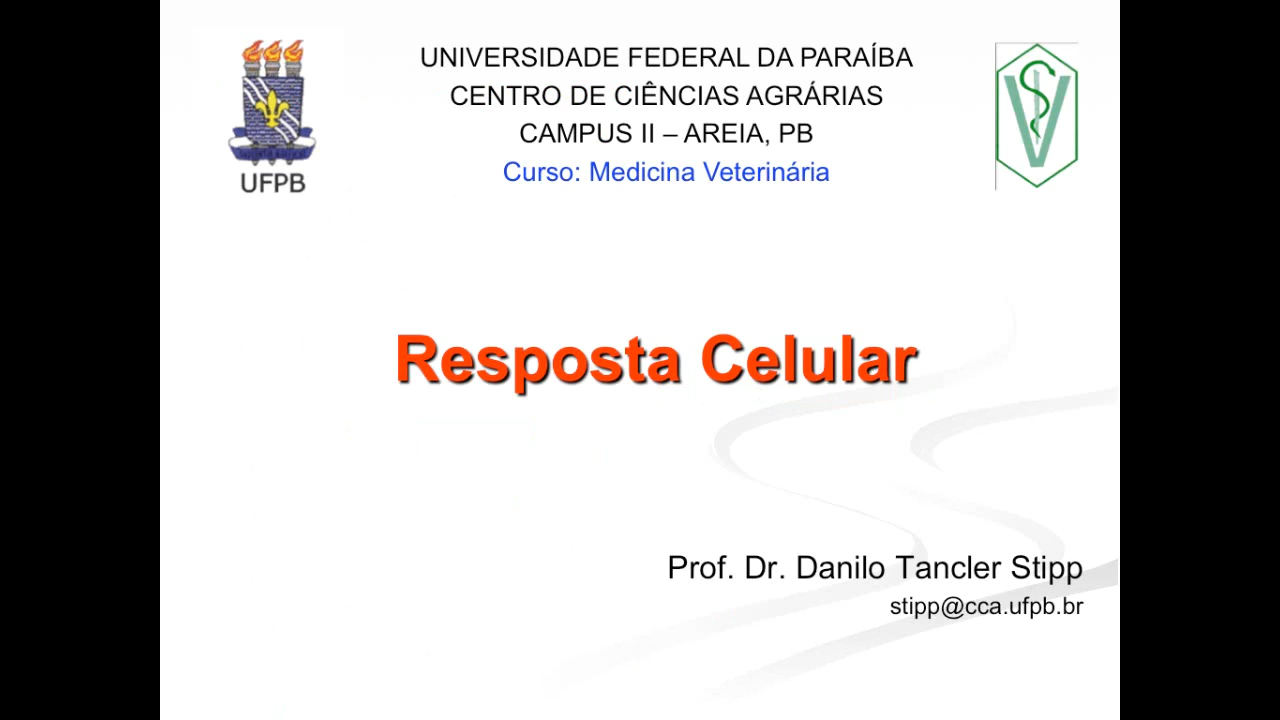 UNIVERSIDADE FEDERAL DA PARAÍBA
CENTRO DE CIÊNCIAS AGRÁRIAS
CAMPUS II – AREIA, PB
Curso: Medicina Veterinária
UFPB
V
Resposta Celular
Prof. Dr. Danilo Tancler Stipp
stipp@cca.ufpb.br